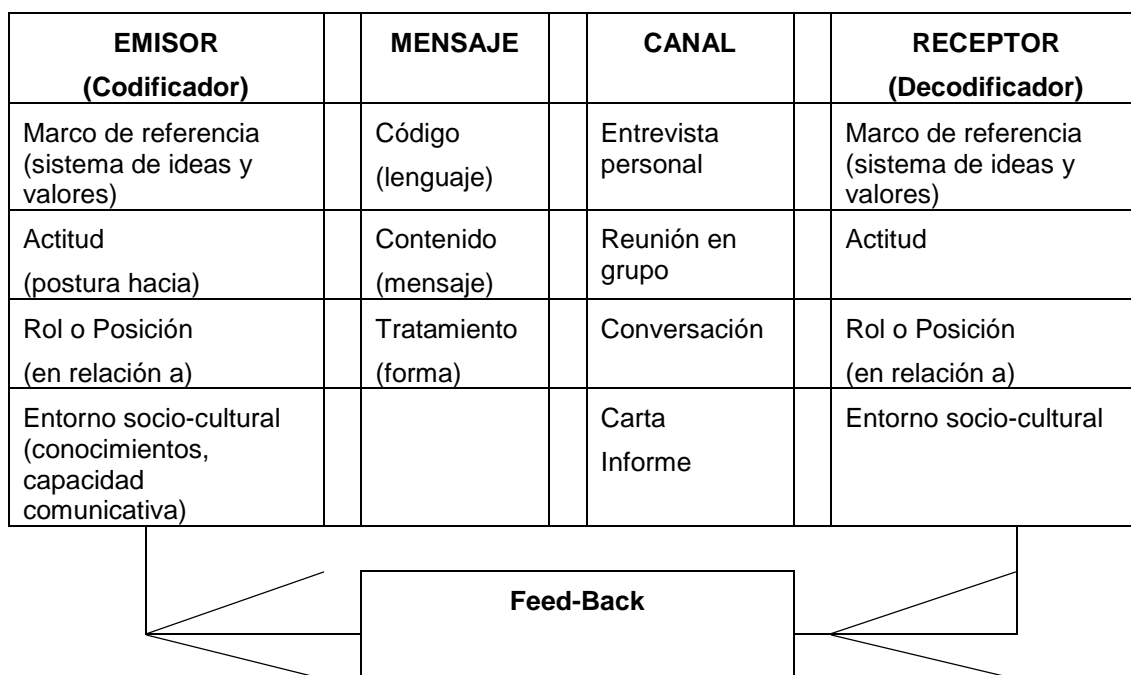 EMISOR
(Codificador)
MENSAJE
CANAL
RECEPTOR
(Decodificador)
Marco de referencia
(sistema de ideas y
valores)
Código
(lenguaje)
Entrevista
personal
Marco de referencia
(sistema de ideas y
valores)
Actitud
(postura hacia)
Contenido
(mensaje)
Reunión en
grupo
Actitud
Rol o Posición
(en relación a)
Tratamiento
(forma)
Conversación
Rol o Posición
(en relación a)
Entorno socio-cultural
(conocimientos,
capacidad
comunicativa)
Carta
Informe
Entorno socio-cultural
Feed-Back